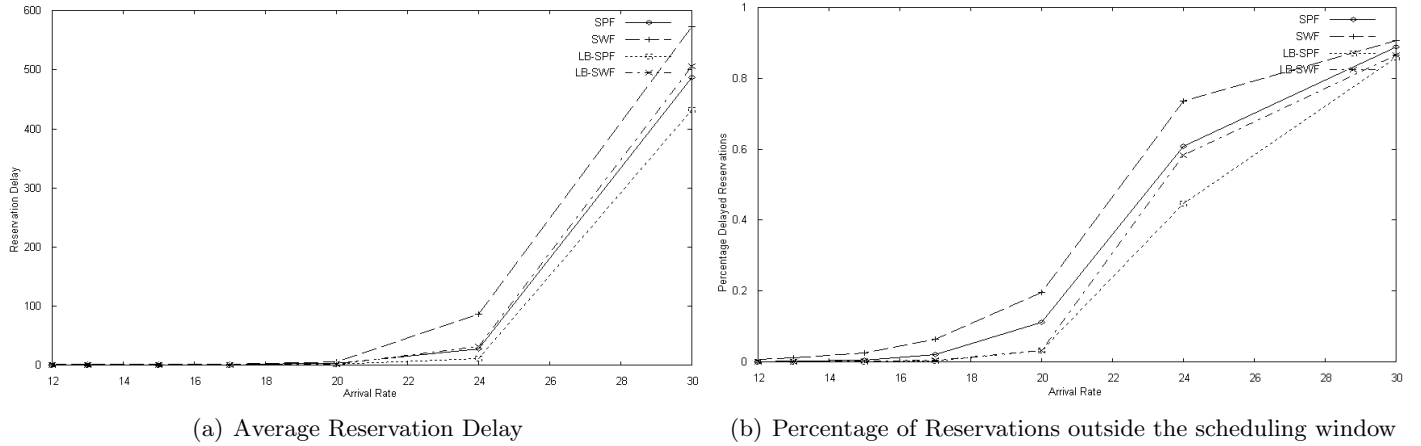 600
500
400
300
200
100
0
Reservation Delay
SPF
SWF
LB-SPF
LB-SWF
12 14 16 18 20 22 24 26 28 30
Arrival Rate
(a) Average Reservation Delay
1
0.8
0.6
0.4
0.2
0
Percentage Delayed Reservations
SPF
SWF
LB-SPF
LB-SWF
12 14 16 18 20 22 24 26 28 30
Arrival Rate
(b) Percentage of Reservations outside the scheduling window